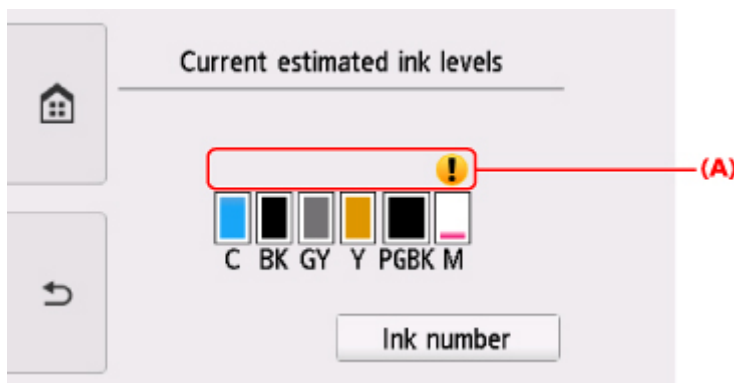 Current estimated ink levels
! (A)
C BK GY Y PGBK M
Ink number